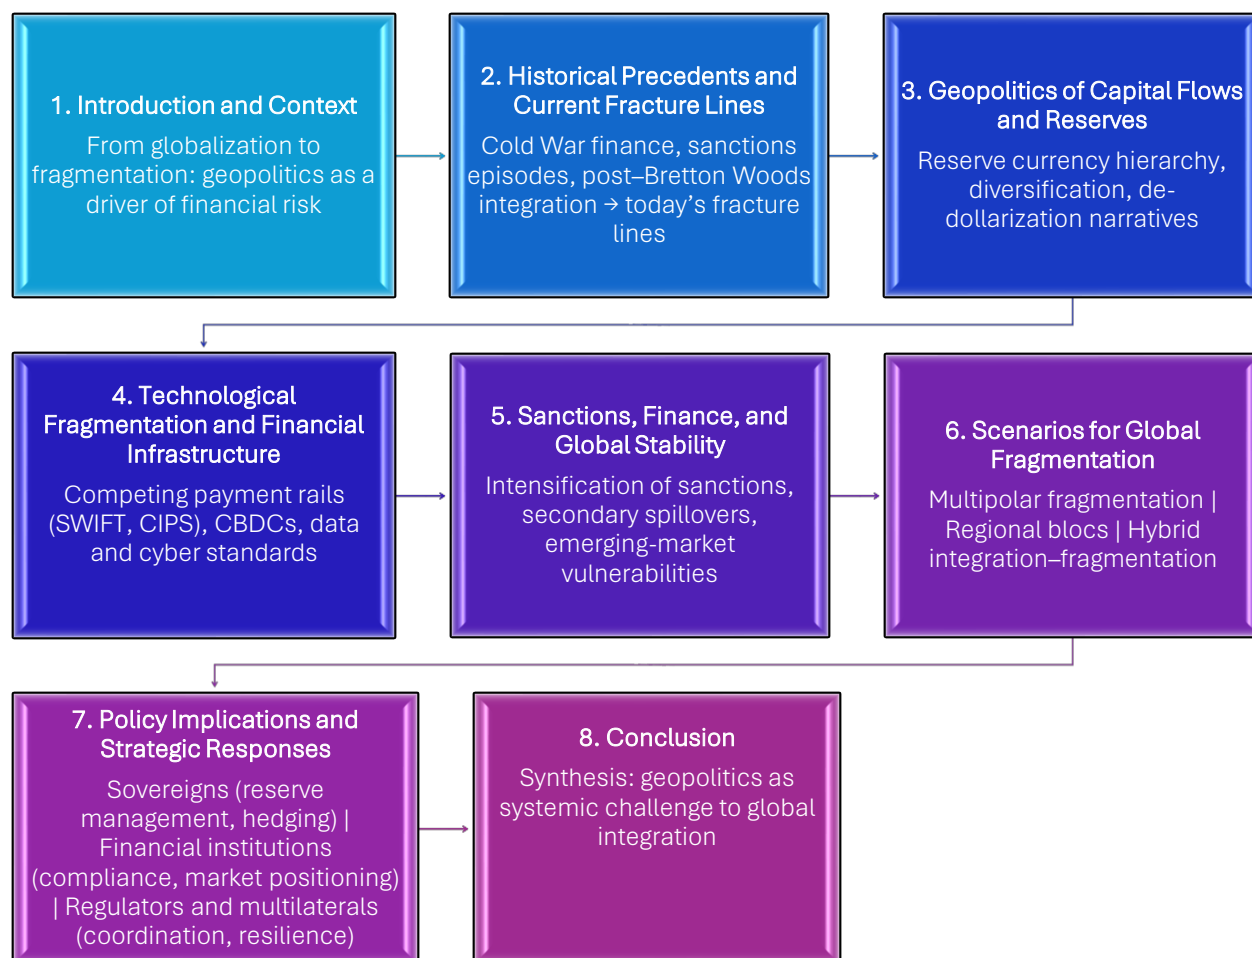 1. Introduction and Context
From globalization to
fragmentation: geopolitics as a
driver of financial risk
2. Historical Precedents and
Current Fracture Lines
Cold War finance, sanctions
episodes, post–Bretton Woods
integration → today’s fracture
lines
3. Geopolitics of Capital Flows
and Reserves
Reserve currency hierarchy,
diversification, de-
dollarization narratives
4. Technological
Fragmentation and Financial
Infrastructure
Competing payment rails
(SWIFT, CIPS), CBDCs, data
and cyber standards
5. Sanctions, Finance, and
Global Stability
Intensification of sanctions,
secondary spillovers,
emerging-market
vulnerabilities
6. Scenarios for Global
Fragmentation
Multipolar fragmentation |
Regional blocs | Hybrid
integration–fragmentation
7. Policy Implications and
Strategic Responses
Sovereigns (reserve
management, hedging) |
Financial institutions
(compliance, market positioning)
| Regulators and multilaterals
(coordination, resilience)
8. Conclusion
Synthesis: geopolitics as
systemic challenge to global
integration